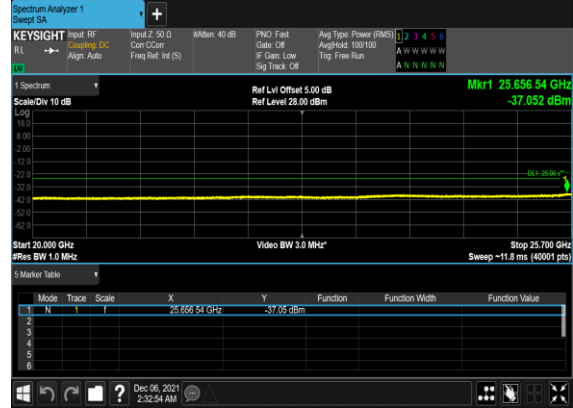 Spectrum Analyzer 1
Swept SA
+
KEYSIGHT Input: RF Input Z: 50 Ω #Atten: 40 dB PNO: Fast Avg Type: Power (RMS) 1 2 3 4 5 6
RL Coupling: DC Corr CCorr Gate: Off Avg|Hold: 100/100 A W W W W W
Align: Auto Freq Ref: Int (S) IF Gain: Low Trig: Free Run A N N N N N
Sig Track: Off
1 Spectrum
Ref Lvl Offset 5.00 dB Mkr1 25.656 54 GHz
Scale/Div 10 dB Ref Level 28.00 dBm -37.052 dBm
Log
18.0
8.00
-2.00
-12.0
-22.0
-32.0
-42.0
-52.0
-62.0
Start 20.000 GHz Video BW 3.0 MHz* Stop 25.700 GHz
#Res BW 1.0 MHz Sweep ~11.8 ms (40001 pts)
5 Marker Table
Mode Trace Scale X Y Function Function Width Function Value
1 N 1 f 25.656 54 GHz -37.05 dBm
2
3
4
5
6
? Dec 06, 2021
2:32:54 AM